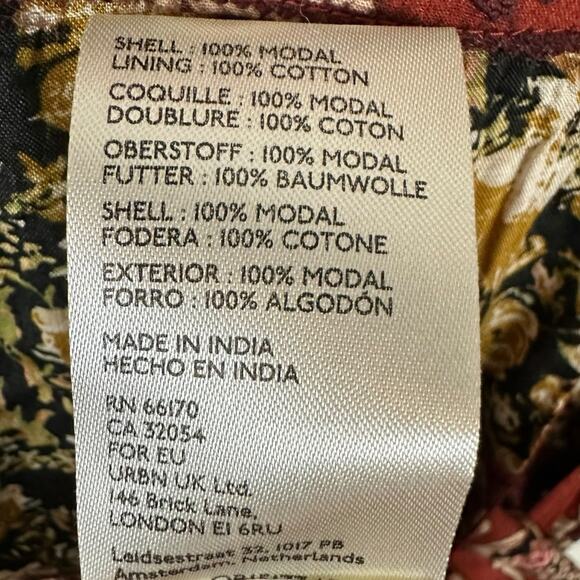 SHELL : 100% MODAL
LINING : 100% COTTON
COQUILLE : 100% MODAL
DOUBLURE : 100% COTON
OBERSTOFF : 100% MODAL
FUTTER : 100% BAUMWOLLE
SHELL : 100% MODAL
FODERA : 100% COTONE
EXTERIOR : 100% MODAL
FORRO : 100% ALGODÓN
MADE IN INDIA
HECHO EN INDIA
RN 66170
CA 32054
FOR EU
URBN UK Ltd.
146 Brick Lane,
LONDON E1 6RU
Leidsestraat 32, 1017 PB
Amsterdam, Netherlands